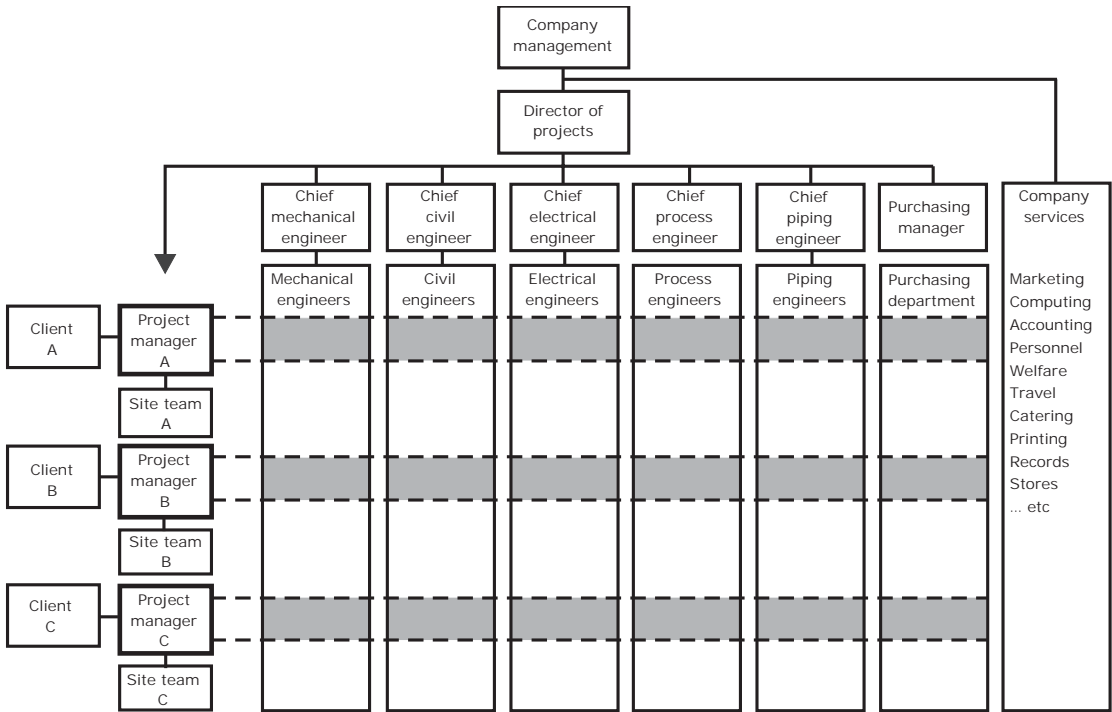 Company
management
Director of
projects
Chief
mechanical
engineer
Chief
civil
engineer
Chief
electrical
engineer
Chief
process
engineer
Chief
piping
engineer
Purchasing
manager
Company
services
Mechanical
engineers
Civil
engineers
Electrical
engineers
Process
engineers
Piping
engineers
Purchasing
department
Marketing
Computing
Accounting
Personnel
Welfare
Travel
Catering
Printing
Records
Stores
... etc
Client
A
Project
manager
A
Site team
A
Client
B
Project
manager
B
Site team
B
Client
C
Project
manager
C
Site team
C